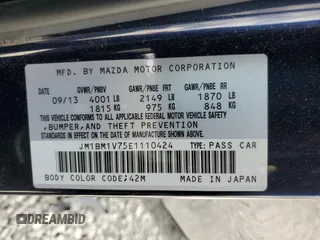 MFD. BY MAZDA MOTOR CORPORATION
GVWR/PNBV GAWR/PNBE FR GAWR/PNBE RR
09/13 4001 LB 2149 LB 1870 LB
1815 KG 975 KG 848 KG
THIS VEHICLE CONFORMS TO ALL APPLICABLE FEDERAL MOTOR VEHICLE SAFETY
, BUMPER, AND THEFT PREVENTION
STANDARDS IN EFFECT ON THE DATE OF MANUFACTURE SHOWN ABOVE.
JM1BM1V75E1110424 TYPE: PASS CAR
BODY COLOR CODE: 42M MADE IN JAPAN
DREAMBID